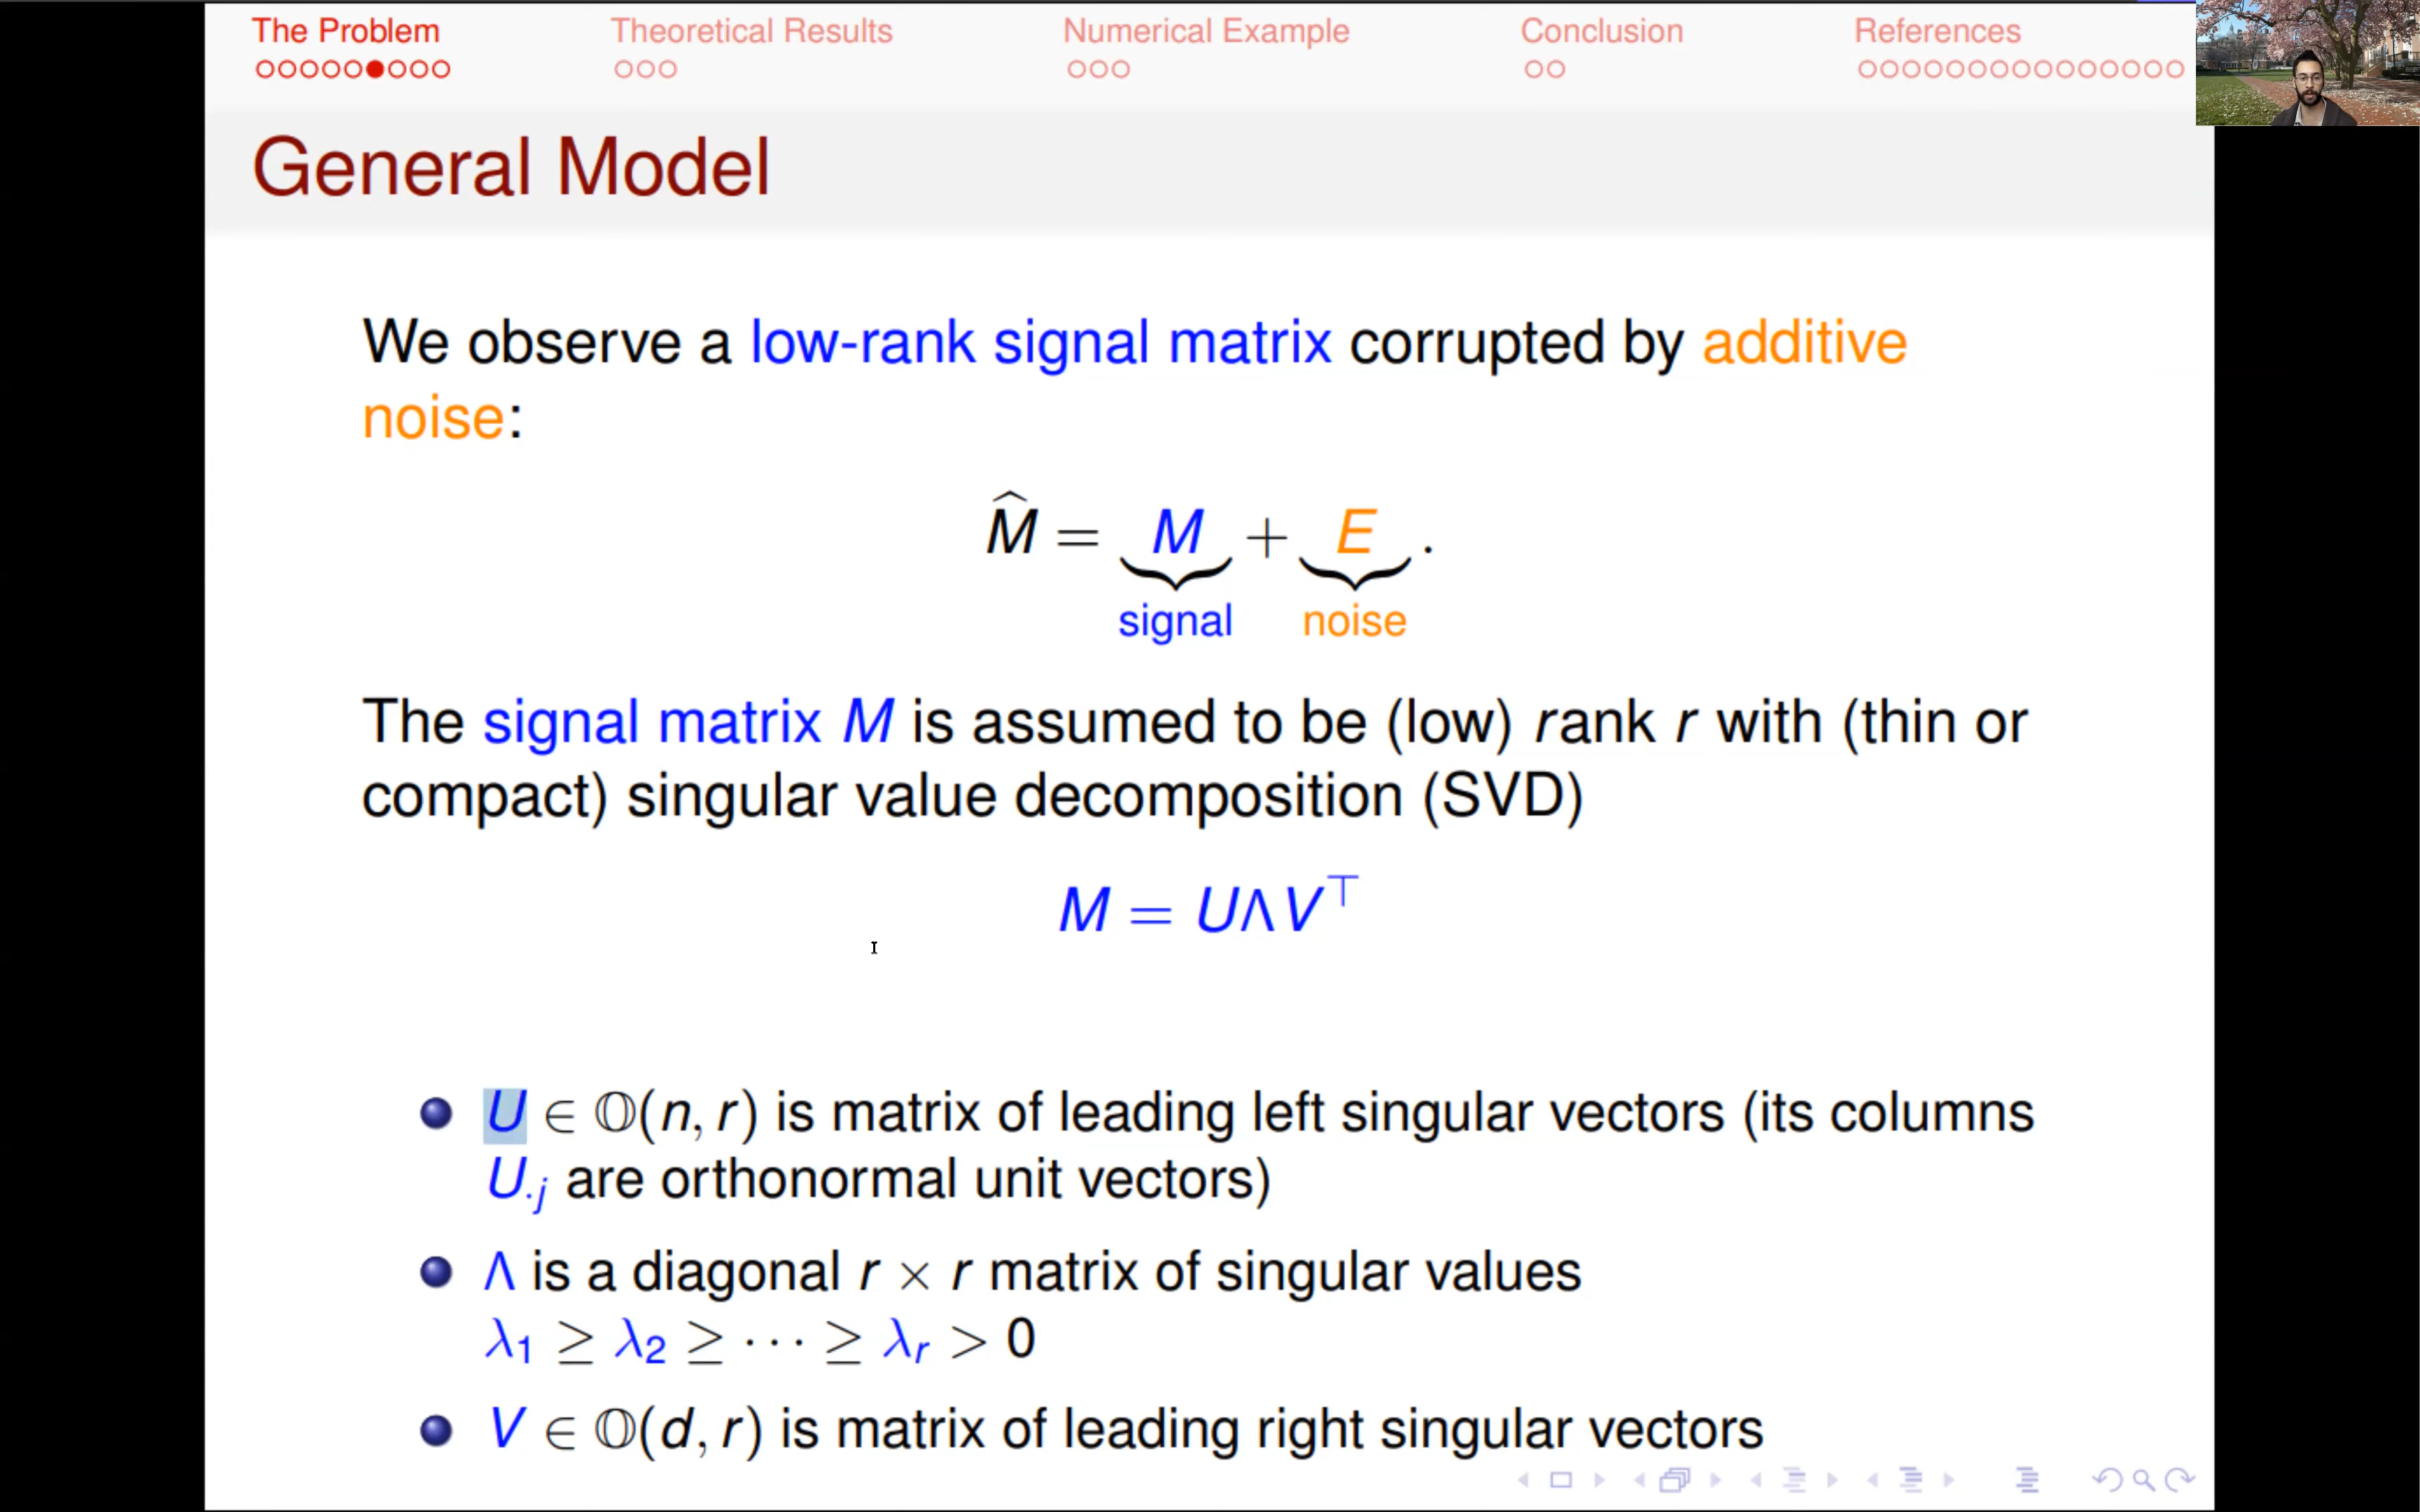 The Problem Theoretical Results Numerical Example Conclusion References
General Model
We observe a low-rank signal matrix corrupted by additive
noise:
M̂ = M + E .
signal noise
The signal matrix M is assumed to be (low) rank r with (thin or
compact) singular value decomposition (SVD)
M = UΛV⊤
U ∈ 𝕆(n, r) is matrix of leading left singular vectors (its columns
U·j are orthonormal unit vectors)
Λ is a diagonal r × r matrix of singular values
λ1 ≥ λ2 ≥ · · · ≥ λr > 0
V ∈ 𝕆(d, r) is matrix of leading right singular vectors